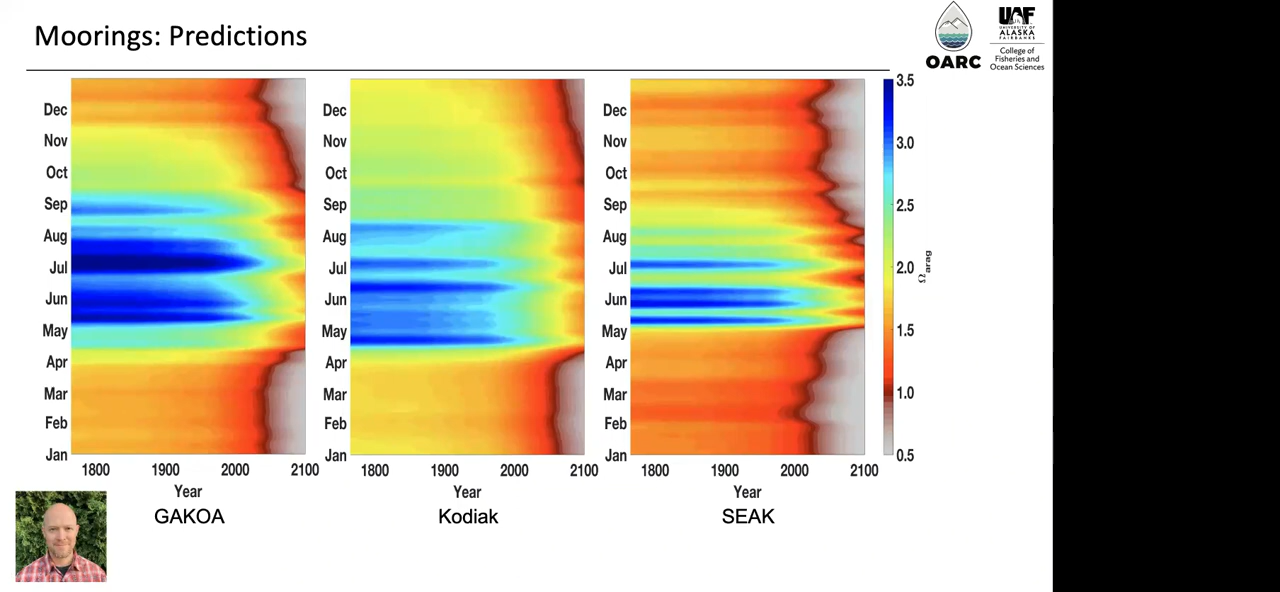 Moorings: Predictions
OARC
UAF
UNIVERSITY OF
ALASKA
FAIRBANKS
College of
Fisheries and
Ocean Sciences
Dec
Nov
Oct
Sep
Aug
Jul
Jun
May
Apr
Mar
Feb
Jan
1800 1900 2000 2100
Year
GAKOA
Dec
Nov
Oct
Sep
Aug
Jul
Jun
May
Apr
Mar
Feb
Jan
1800 1900 2000 2100
Year
Kodiak
Dec
Nov
Oct
Sep
Aug
Jul
Jun
May
Apr
Mar
Feb
Jan
1800 1900 2000 2100
Year
SEAK
3.5
3.0
2.5
2.0
1.5
1.0
0.5
Ωarag